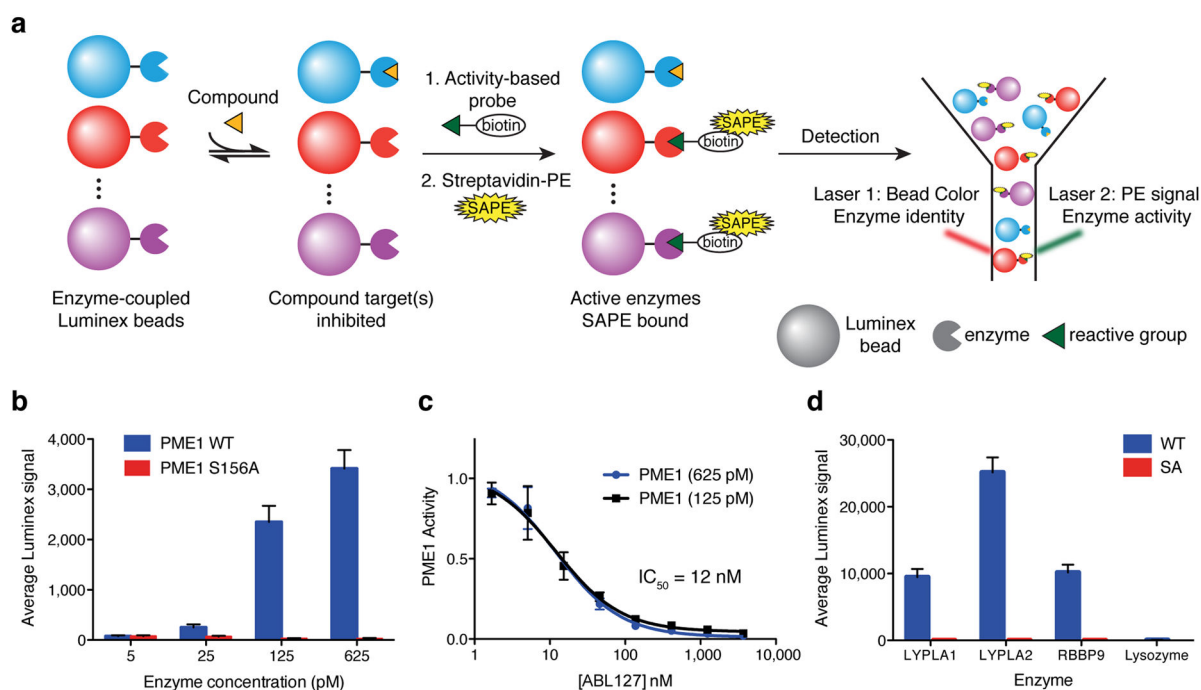 a
Compound
1. Activity-based
probe
biotin
2. Streptavidin-PE
SAPE
SAPE
biotin
SAPE
biotin
Detection
Laser 1: Bead Color
Enzyme identity
Laser 2: PE signal
Enzyme activity
Enzyme-coupled
Luminex beads
Compound target(s)
inhibited
Active enzymes
SAPE bound
Luminex
bead
enzyme
reactive group
b
Average Luminex signal
4,000
3,000
2,000
1,000
0
PME1 WT
PME1 S156A
5 25 125 625
Enzyme concentration (pM)
c
PME1 Activity
1.0
0.5
0.0
PME1 (625 pM)
PME1 (125 pM)
IC50 = 12 nM
1 10 100 1,000 10,000
[ABL127] nM
d
Average Luminex signal
30,000
20,000
10,000
0
WT
SA
LYPLA1 LYPLA2 RBBP9 Lysozyme
Enzyme